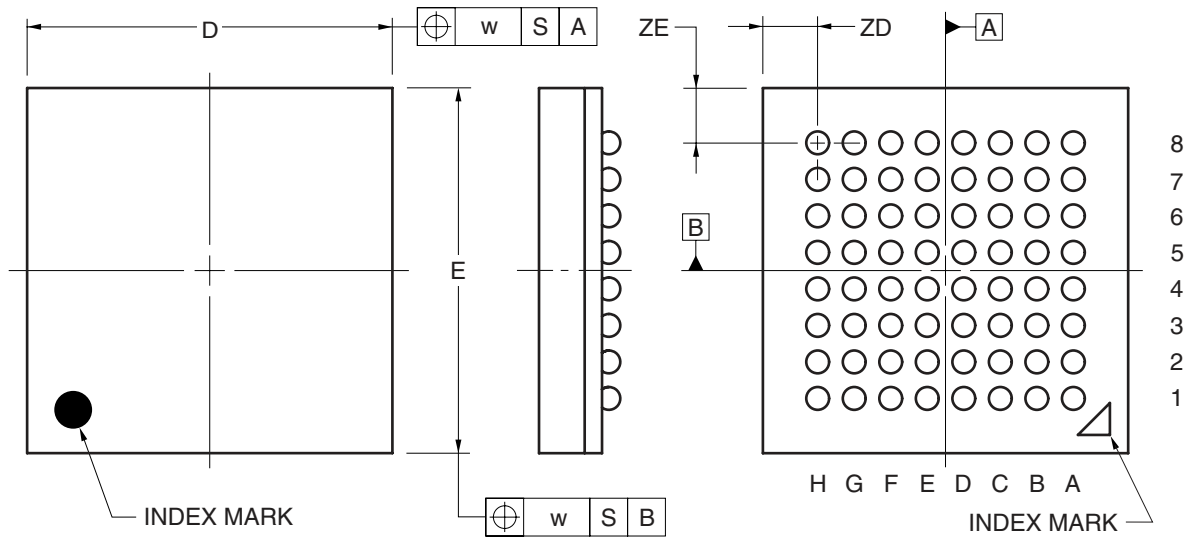 D
⌖ w S A
ZE
ZD
A
8
7
6
B
5
E
4
3
2
1
H G F E D C B A
INDEX MARK
⌖ w S B
INDEX MARK